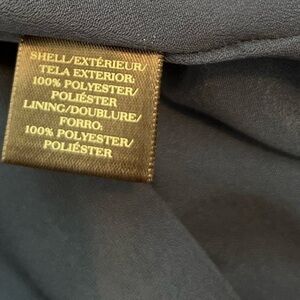 SHELL/EXTÉRIEUR/
TELA EXTERIOR:
100% POLYESTER/
POLIÉSTER
LINING/DOUBLURE/
FORRO:
100% POLYESTER/
POLIÉSTER